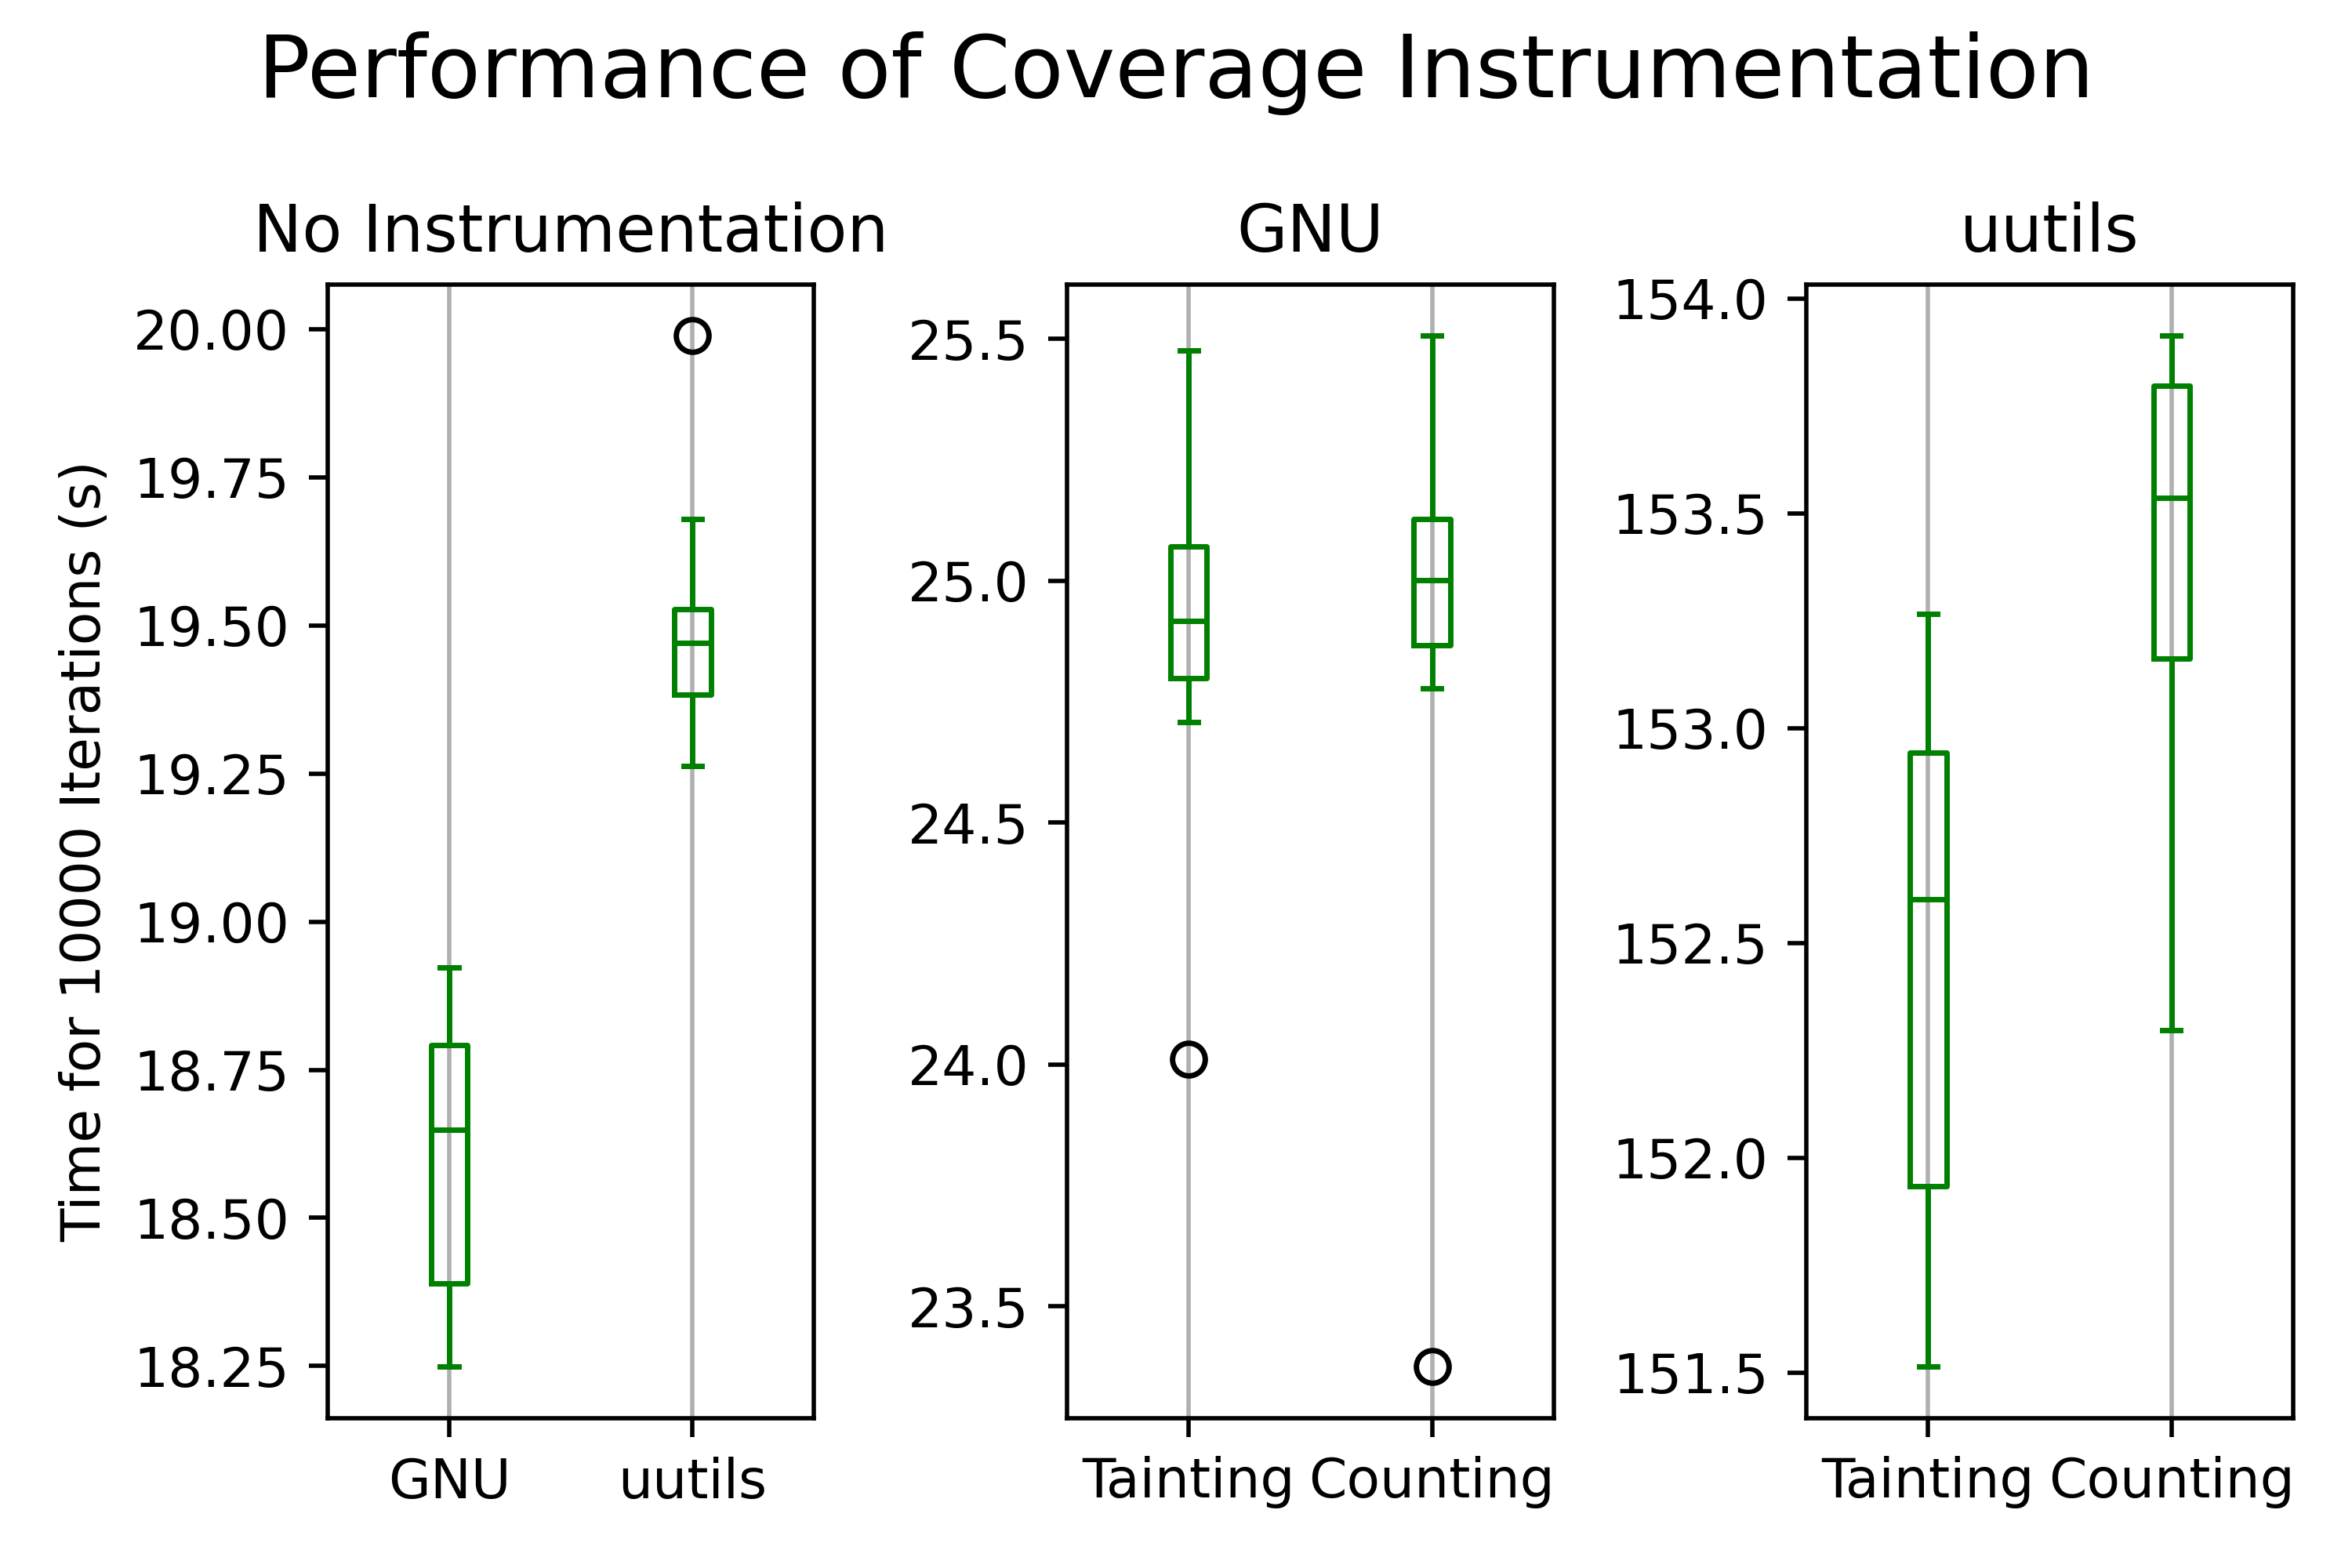 Performance of Coverage Instrumentation
No Instrumentation
GNU
uutils
Time for 10000 Iterations (s)
20.00
19.75
19.50
19.25
19.00
18.75
18.50
18.25
GNU uutils
25.5
25.0
24.5
24.0
23.5
Tainting Counting
154.0
153.5
153.0
152.5
152.0
151.5
Tainting Counting